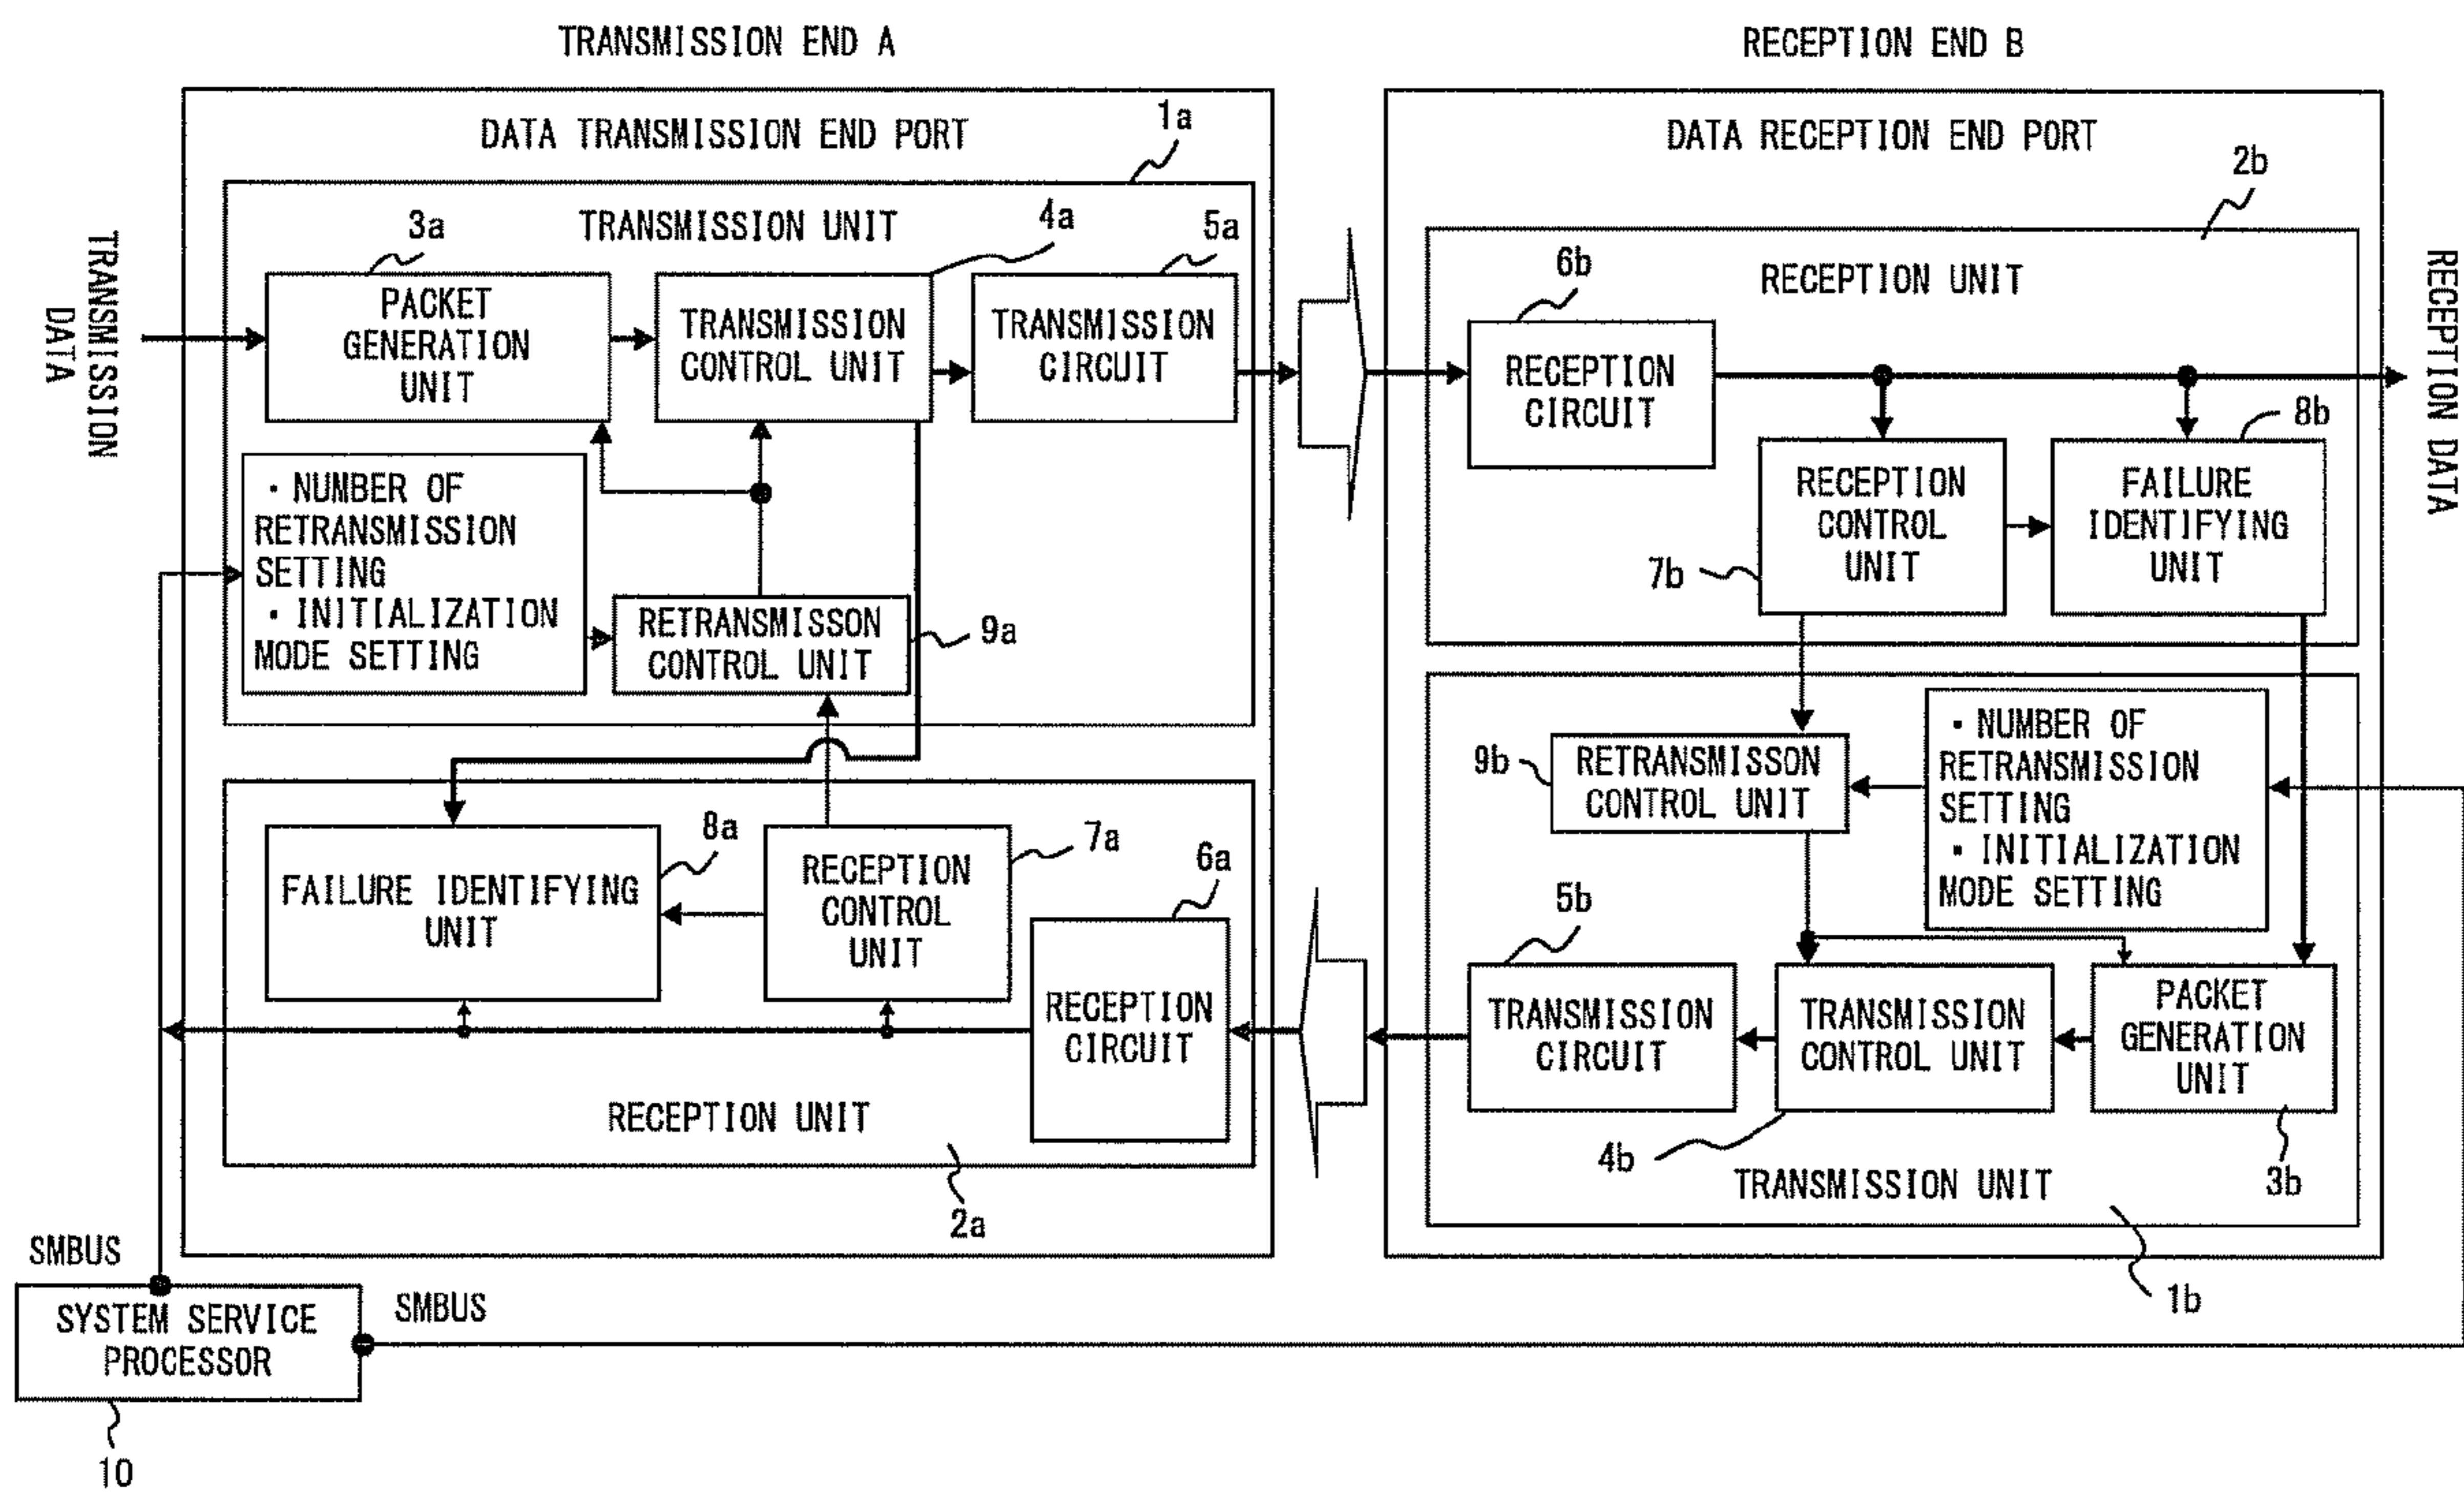 TRANSMISSION END A
RECEPTION END B
DATA TRANSMISSION END PORT
1a
TRANSMISSION UNIT
3a
4a
5a
TRANSMISSION
DATA
PACKET
GENERATION
UNIT
TRANSMISSION
CONTROL UNIT
TRANSMISSION
CIRCUIT
・NUMBER OF
RETRANSMISSION
SETTING
・INITIALIZATION
MODE SETTING
RETRANSMISSON
CONTROL UNIT
9a
8a
7a
6a
FAILURE IDENTIFYING
UNIT
RECEPTION
CONTROL
UNIT
RECEPTION
CIRCUIT
RECEPTION UNIT
2a
DATA RECEPTION END PORT
2b
6b
RECEPTION UNIT
RECEPTION
CIRCUIT
8b
RECEPTION
CONTROL
UNIT
7b
FAILURE
IDENTIFYING
UNIT
RECEPTION DATA
9b
RETRANSMISSON
CONTROL UNIT
・NUMBER OF
RETRANSMISSION
SETTING
・INITIALIZATION
MODE SETTING
5b
TRANSMISSION
CIRCUIT
TRANSMISSION
CONTROL UNIT
PACKET
GENERATION
UNIT
4b
3b
TRANSMISSION UNIT
1b
SMBUS
SMBUS
SYSTEM SERVICE
PROCESSOR
10